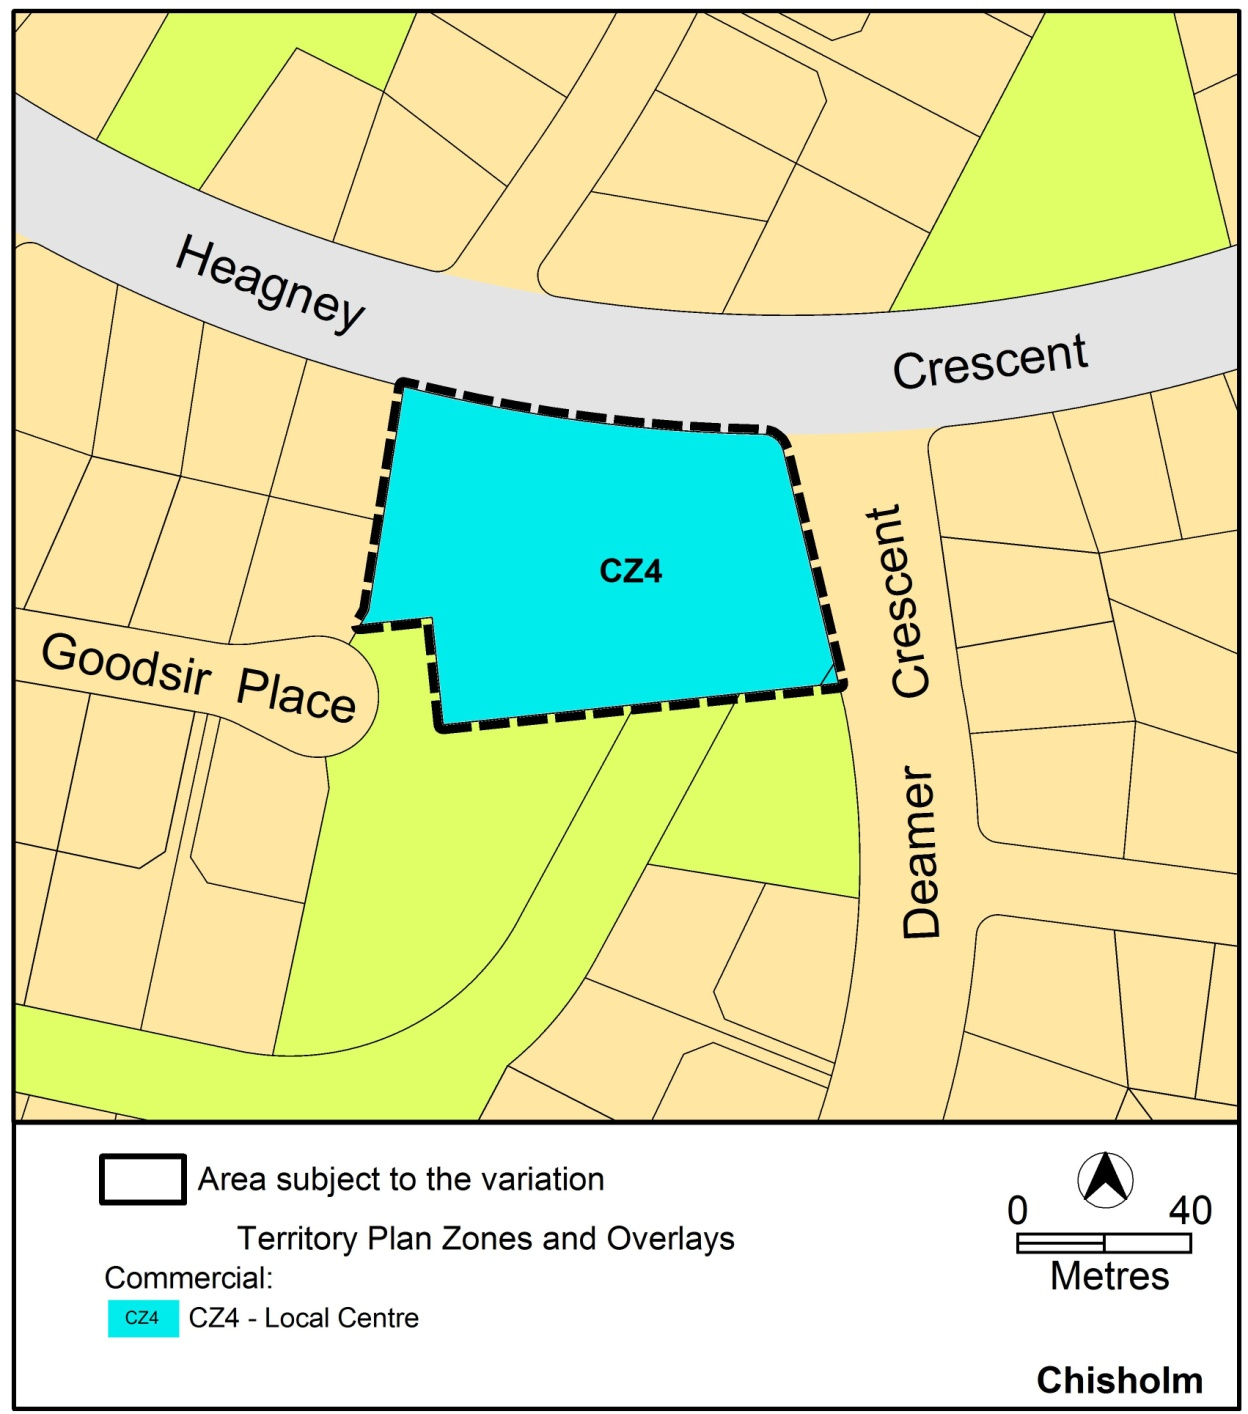 Heagney
Crescent
CZ4
Crescent
Deamer
Goodsir Place
Area subject to the variation
Territory Plan Zones and Overlays
Commercial:
CZ4 CZ4 - Local Centre
0 40
Metres
Chisholm